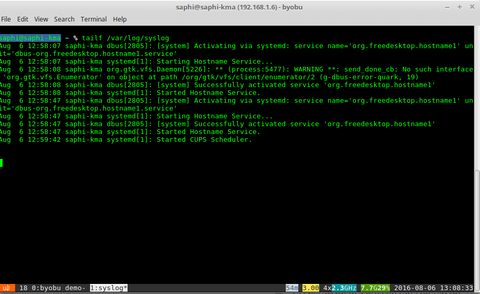 saphi@saphi-kma (192.168.1.6) - byobu
File Edit View Search Terminal Help
saphi@saphi-kma ~ % tailf /var/log/syslog
Aug  6 12:58:07 saphi-kma dbus[2805]: [system] Activating via systemd: service name='org.freedesktop.hostname1' un
it='dbus-org.freedesktop.hostname1.service'
Aug  6 12:58:07 saphi-kma systemd[1]: Starting Hostname Service...
Aug  6 12:58:08 saphi-kma org.gtk.vfs.Daemon[5226]: ** (process:5477): WARNING **: send_done_cb: No such interface
'org.gtk.vfs.Enumerator' on object at path /org/gtk/vfs/client/enumerator/2 (g-dbus-error-quark, 19)
Aug  6 12:58:08 saphi-kma dbus[2805]: [system] Successfully activated service 'org.freedesktop.hostname1'
Aug  6 12:58:08 saphi-kma systemd[1]: Started Hostname Service.
Aug  6 12:58:47 saphi-kma dbus[2805]: [system] Activating via systemd: service name='org.freedesktop.hostname1' un
it='dbus-org.freedesktop.hostname1.service'
Aug  6 12:58:47 saphi-kma systemd[1]: Starting Hostname Service...
Aug  6 12:58:47 saphi-kma dbus[2805]: [system] Successfully activated service 'org.freedesktop.hostname1'
Aug  6 12:58:47 saphi-kma systemd[1]: Started Hostname Service.
Aug  6 12:59:42 saphi-kma systemd[1]: Started CUPS Scheduler.
18 0:byobu demo- 1:syslog* 54m 3.00 4x2.3GHz 7.7G29% 2016-08-06 13:08:33